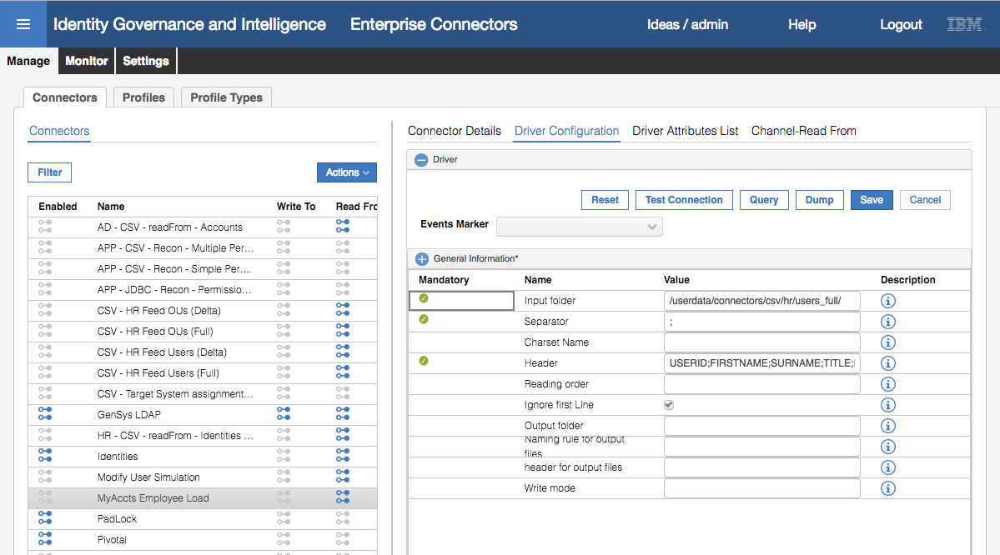 Identity Governance and Intelligence Enterprise Connectors Ideas / admin Help Logout IBM
Manage Monitor Settings
Connectors Profiles Profile Types
Connectors
Filter Actions
Enabled Name Write To Read Fro
AD - CSV - readFrom - Accounts
APP - CSV - Recon - Multiple Per...
APP - CSV - Recon - Simple Per...
APP - JDBC - Recon - Permissio...
CSV - HR Feed OUs (Delta)
CSV - HR Feed OUs (Full)
CSV - HR Feed Users (Delta)
CSV - HR Feed Users (Full)
CSV - Target System assignment...
GenSys LDAP
HR - CSV - readFrom - Identities ...
Identities
Modify User Simulation
MyAccts Employee Load
PadLock
Pivotal
Connector Details Driver Configuration Driver Attributes List Channel-Read From
Driver
Reset Test Connection Query Dump Save Cancel
Events Marker
General Information*
Mandatory Name Value Description
Input folder /userdata/connectors/csv/hr/users_full/
Separator ;
Charset Name
Header USERID;FIRSTNAME;SURNAME;TITLE;
Reading order
Ignore first Line
Output folder
Naming rule for output
files
header for output files
Write mode